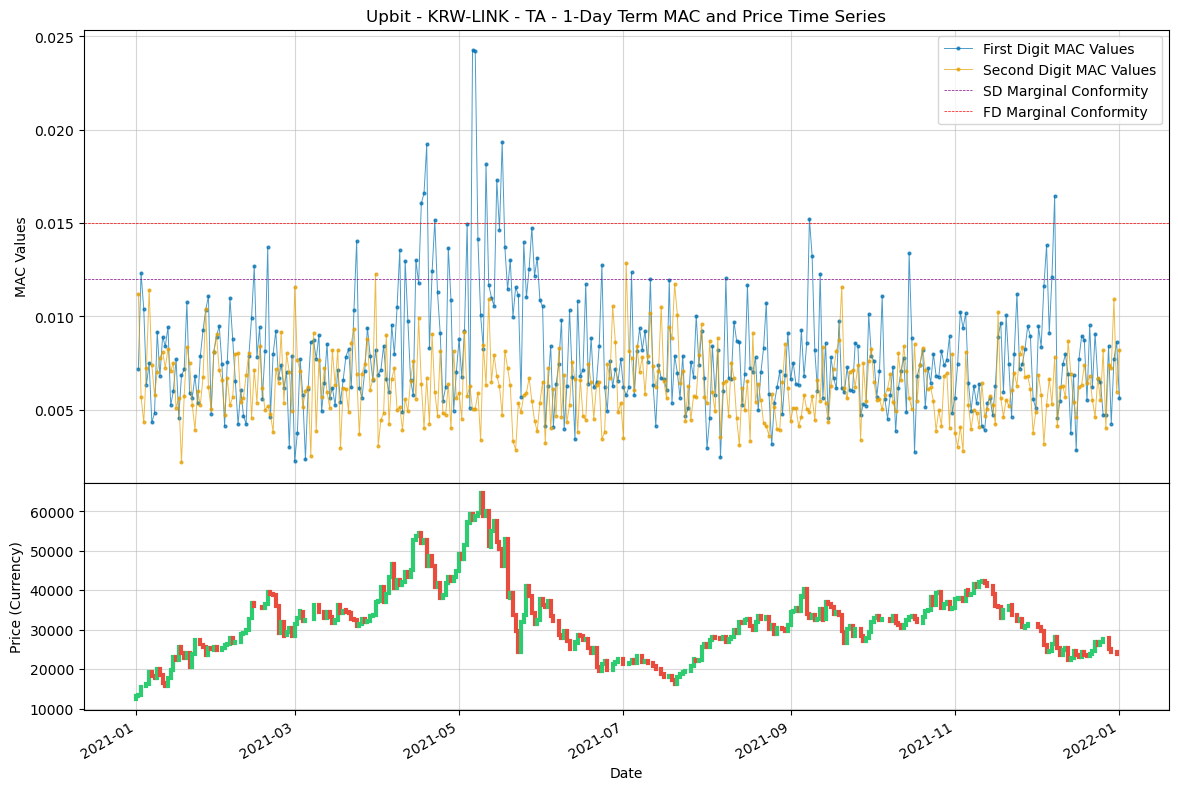 Upbit - KRW-LINK - TA - 1-Day Term MAC and Price Time Series
First Digit MAC Values
Second Digit MAC Values
SD Marginal Conformity
FD Marginal Conformity
MAC Values
0.025
0.020
0.015
0.010
0.005
Price (Currency)
60000
50000
40000
30000
20000
10000
2021-01
2021-03
2021-05
2021-07
2021-09
2021-11
2022-01
Date